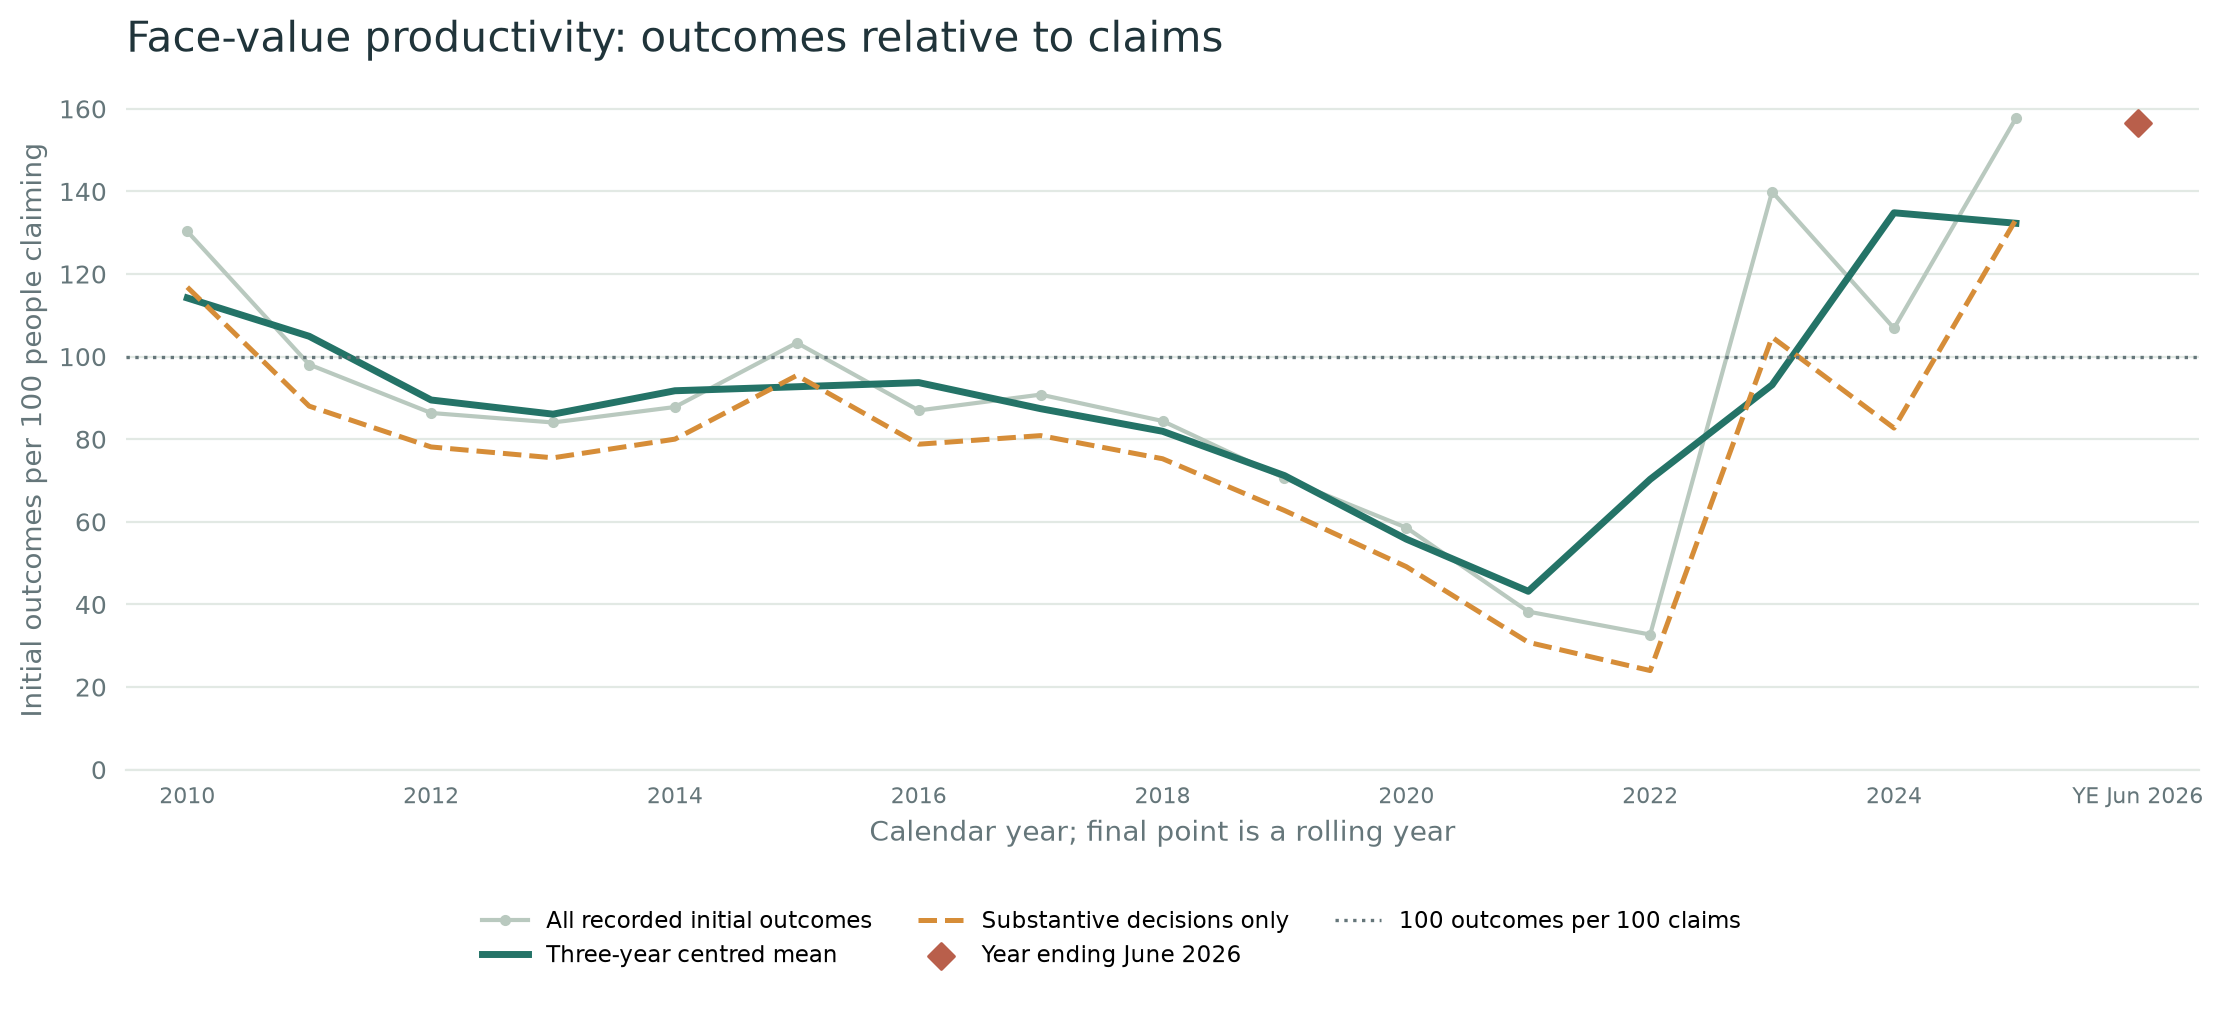 Face-value productivity: outcomes relative to claims
Initial outcomes per 100 people claiming
160
140
120
100
80
60
40
20
0
2010 2012 2014 2016 2018 2020 2022 2024 YE Jun 2026
Calendar year; final point is a rolling year
All recorded initial outcomes
Three-year centred mean
Substantive decisions only
Year ending June 2026
100 outcomes per 100 claims